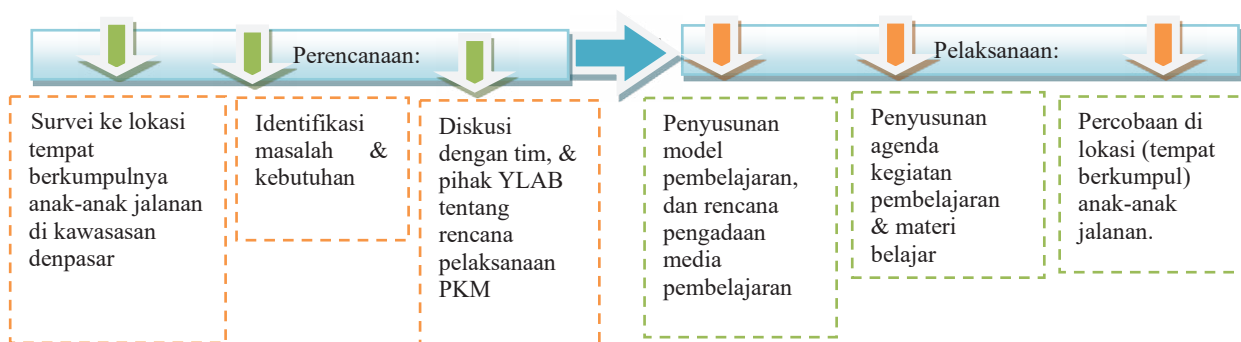 Perencanaan:
Survei ke lokasi
tempat
berkumpulnya
anak-anak jalanan
di kawasasan
denpasar
Identifikasi
masalah &
kebutuhan
Diskusi
dengan tim, &
pihak YLAB
tentang
rencana
pelaksanaan
PKM
Pelaksanaan:
Penyusunan
model
pembelajaran,
dan rencana
pengadaan
media
pembelajaran
Penyusunan
agenda
kegiatan
pembelajaran
& materi
belajar
Percobaan di
lokasi (tempat
berkumpul)
anak-anak
jalanan.